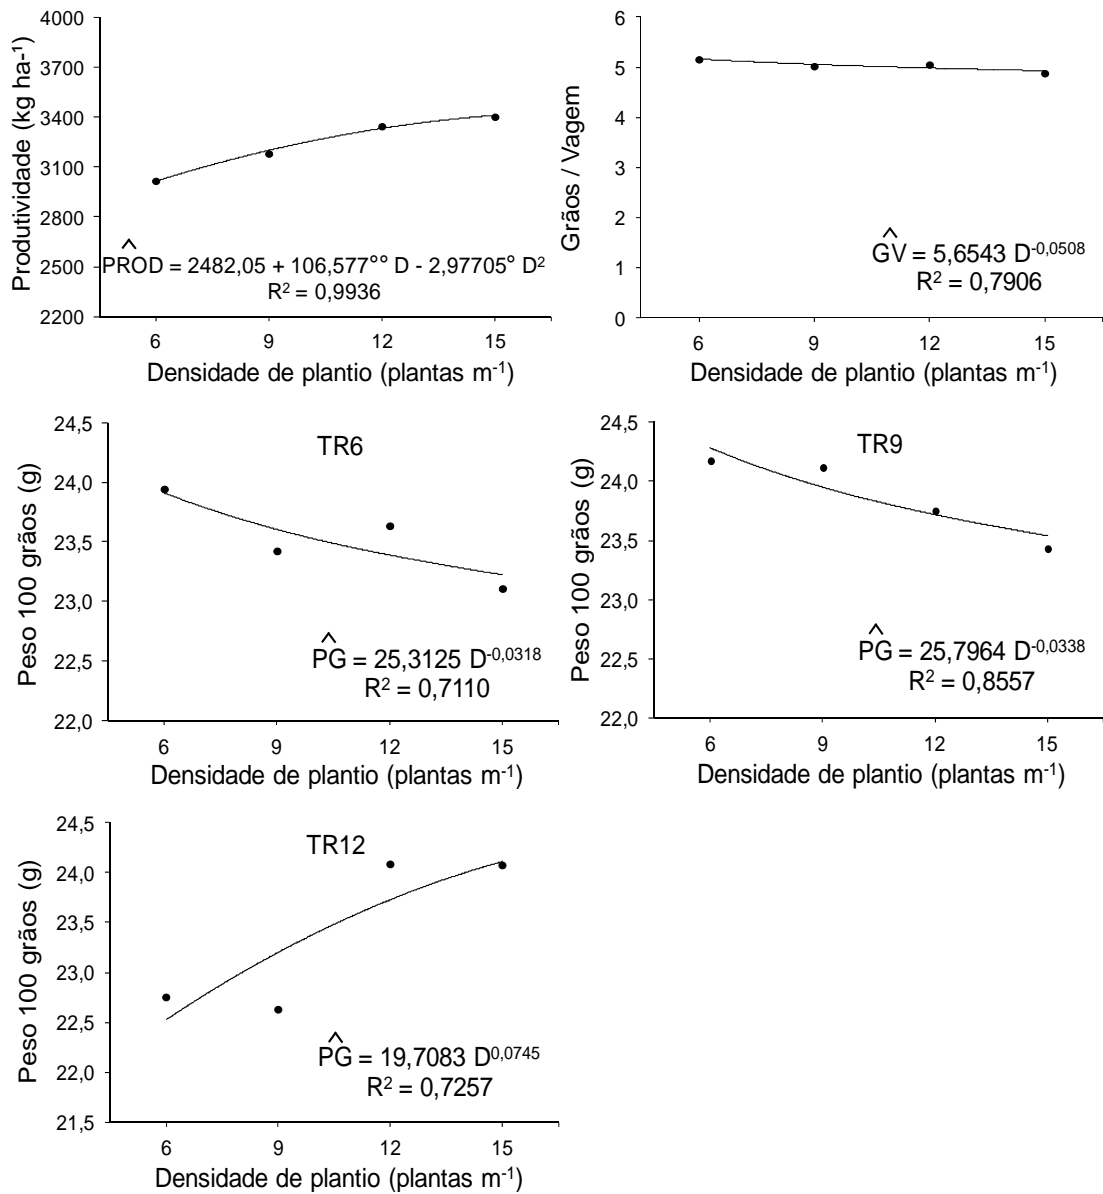 4000
3700
3400
3100
2800
2500
2200
Produtividade (kg ha-¹)
PROD = 2482,05 + 106,577°° D - 2,97705° D²
R² = 0,9936
6 9 12 15
Densidade de plantio (plantas m⁻¹)
6
5
4
3
2
1
0
Grãos / Vagem
GV = 5,6543 D⁻⁰,⁰⁵⁰⁸
R² = 0,7906
6 9 12 15
Densidade de plantio (plantas m⁻¹)
24,5
24,0
23,5
23,0
22,5
22,0
Peso 100 grãos (g)
TR6
PG = 25,3125 D⁻⁰,⁰³¹⁸
R² = 0,7110
6 9 12 15
Densidade de plantio (plantas m⁻¹)
24,5
24,0
23,5
23,0
22,5
22,0
Peso 100 grãos (g)
TR9
PG = 25,7964 D⁻⁰,⁰³³⁸
R² = 0,8557
6 9 12 15
Densidade de plantio (plantas m⁻¹)
24,5
24,0
23,5
23,0
22,5
22,0
21,5
Peso 100 grãos (g)
TR12
PG = 19,7083 D⁰,⁰⁷⁴⁵
R² = 0,7257
6 9 12 15
Densidade de plantio (plantas m⁻¹)